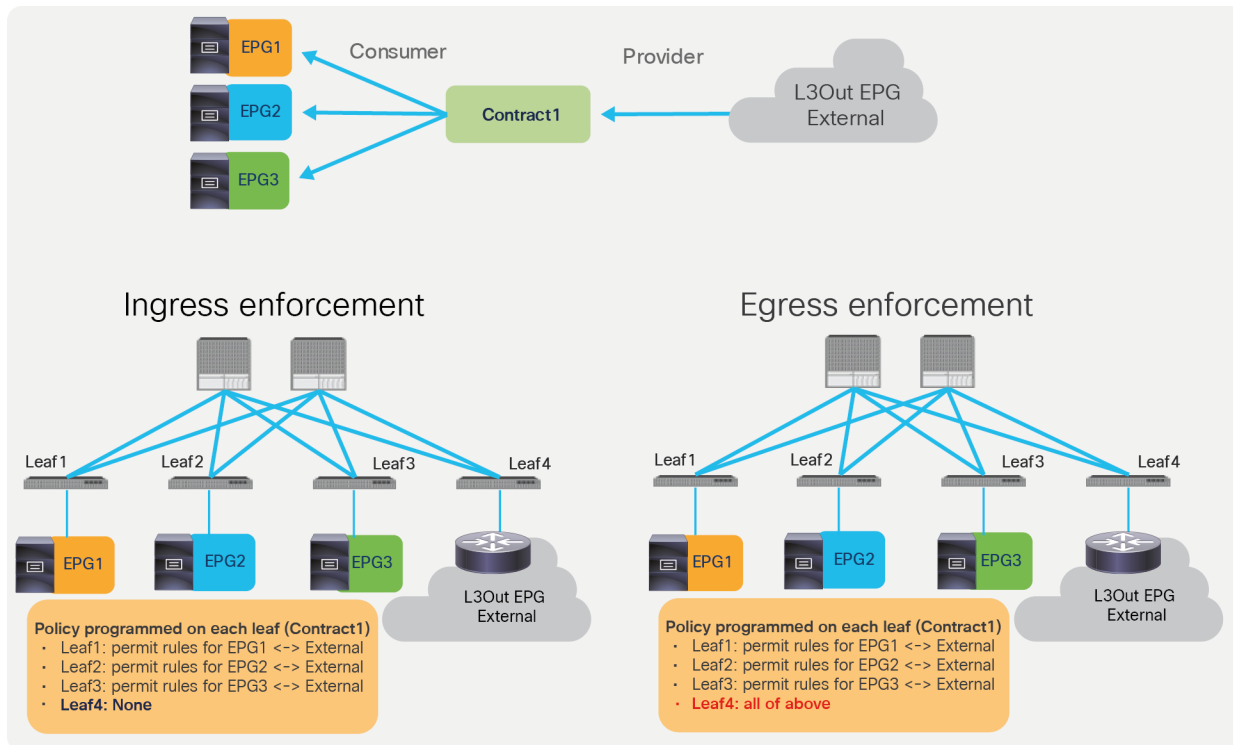 EPG1
Consumer
Provider
EPG2
Contract1
L3Out EPG
External
EPG3
Ingress enforcement
Leaf1
Leaf2
Leaf3
Leaf4
EPG1
EPG2
EPG3
L3Out EPG
External
Policy programmed on each leaf (Contract1)
• Leaf1: permit rules for EPG1 <-> External
• Leaf2: permit rules for EPG2 <-> External
• Leaf3: permit rules for EPG3 <-> External
• Leaf4: None
Egress enforcement
Leaf1
Leaf2
Leaf3
Leaf4
EPG1
EPG2
EPG3
L3Out EPG
External
Policy programmed on each leaf (Contract1)
• Leaf1: permit rules for EPG1 <-> External
• Leaf2: permit rules for EPG2 <-> External
• Leaf3: permit rules for EPG3 <-> External
• Leaf4: all of above